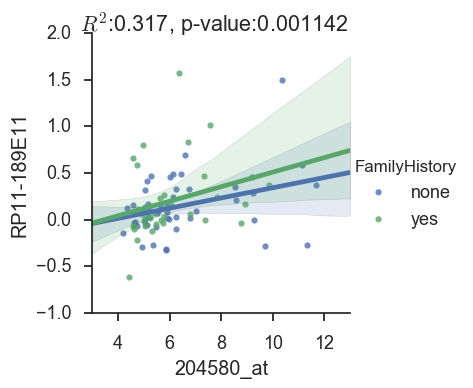 R²:0.317, p-value:0.001142
2.0
1.5
1.0
0.5
0.0
−0.5
−1.0
RP11-189E11
4 6 8 10 12
204580_at
FamilyHistory
none
yes